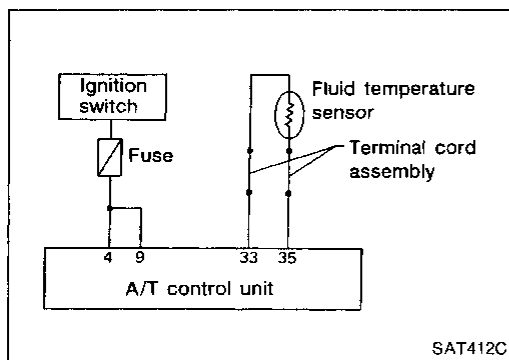 Ignition
switch
Fuse
Fluid temperature
sensor
Terminal cord
assembly
4 9 33 35
A/T control unit
SAT412C